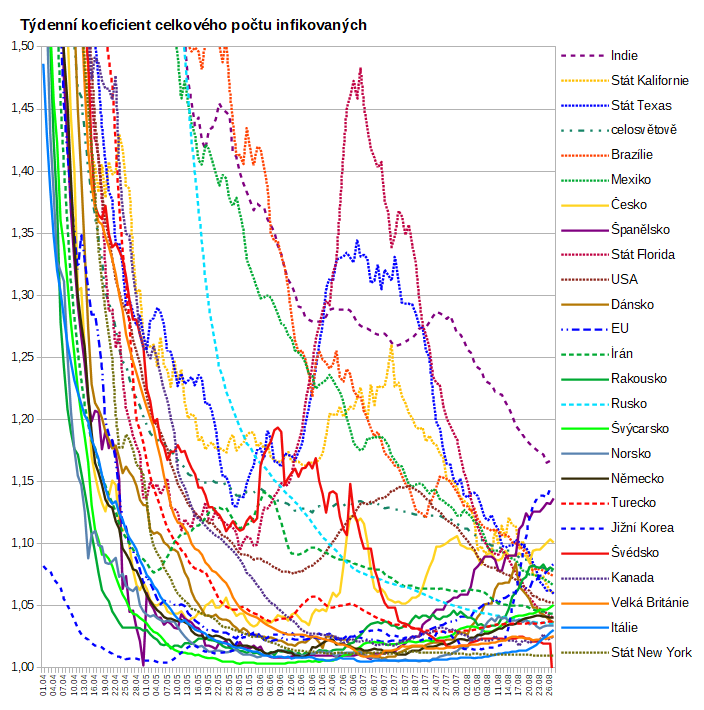 Týdenní koeficient celkového počtu infikovaných
1,50
1,45
1,40
1,35
1,30
1,25
1,20
1,15
1,10
1,05
1,00
01.04
04.04
07.04
10.04
13.04
16.04
19.04
22.04
25.04
28.04
01.05
04.05
07.05
10.05
13.05
16.05
19.05
22.05
25.05
28.05
31.05
03.06
06.06
09.06
12.06
15.06
18.06
21.06
24.06
27.06
30.06
03.07
06.07
09.07
12.07
15.07
18.07
21.07
24.07
27.07
30.07
02.08
05.08
08.08
11.08
14.08
17.08
20.08
23.08
26.08
Indie
Stát Kalifornie
Stát Texas
celosvětově
Brazílie
Mexiko
Česko
Španělsko
Stát Florida
USA
Dánsko
EU
Írán
Rakousko
Rusko
Švýcarsko
Norsko
Německo
Turecko
Jižní Korea
Švédsko
Kanada
Velká Británie
Itálie
Stát New York